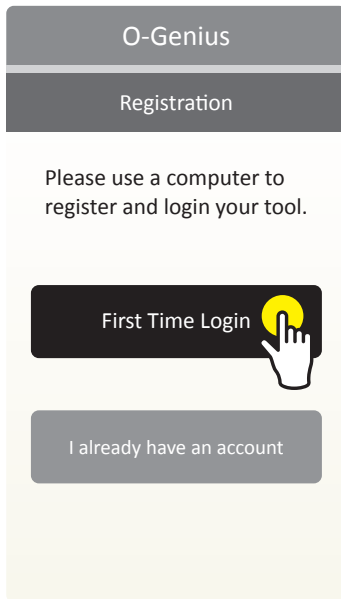 O-Genius
Registration
Please use a computer to
register and login your tool.
First Time Login
I already have an account